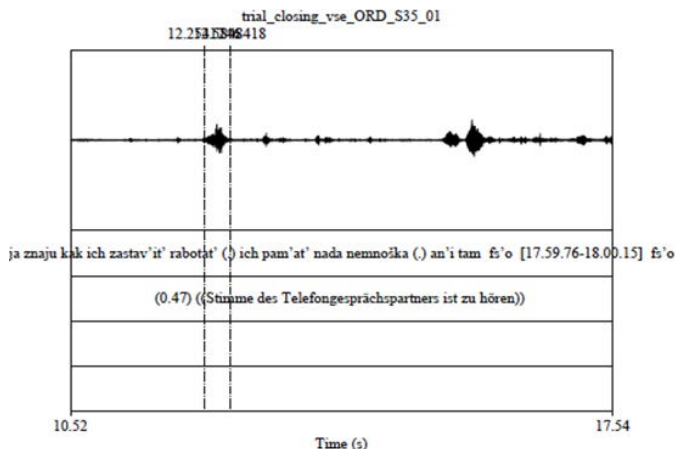 trial_closing_vse_ORD_S35_01
ja znaju kak ich zastav'it' rabotat' (.) ich pam'at' nada nemnoška (.) an'i tam fs'o [17.59.76-18.00.15] fs'o
(0.47) ((Stimme des Telefongesprächspartners ist zu hören))
10.52 17.54
Time (s)